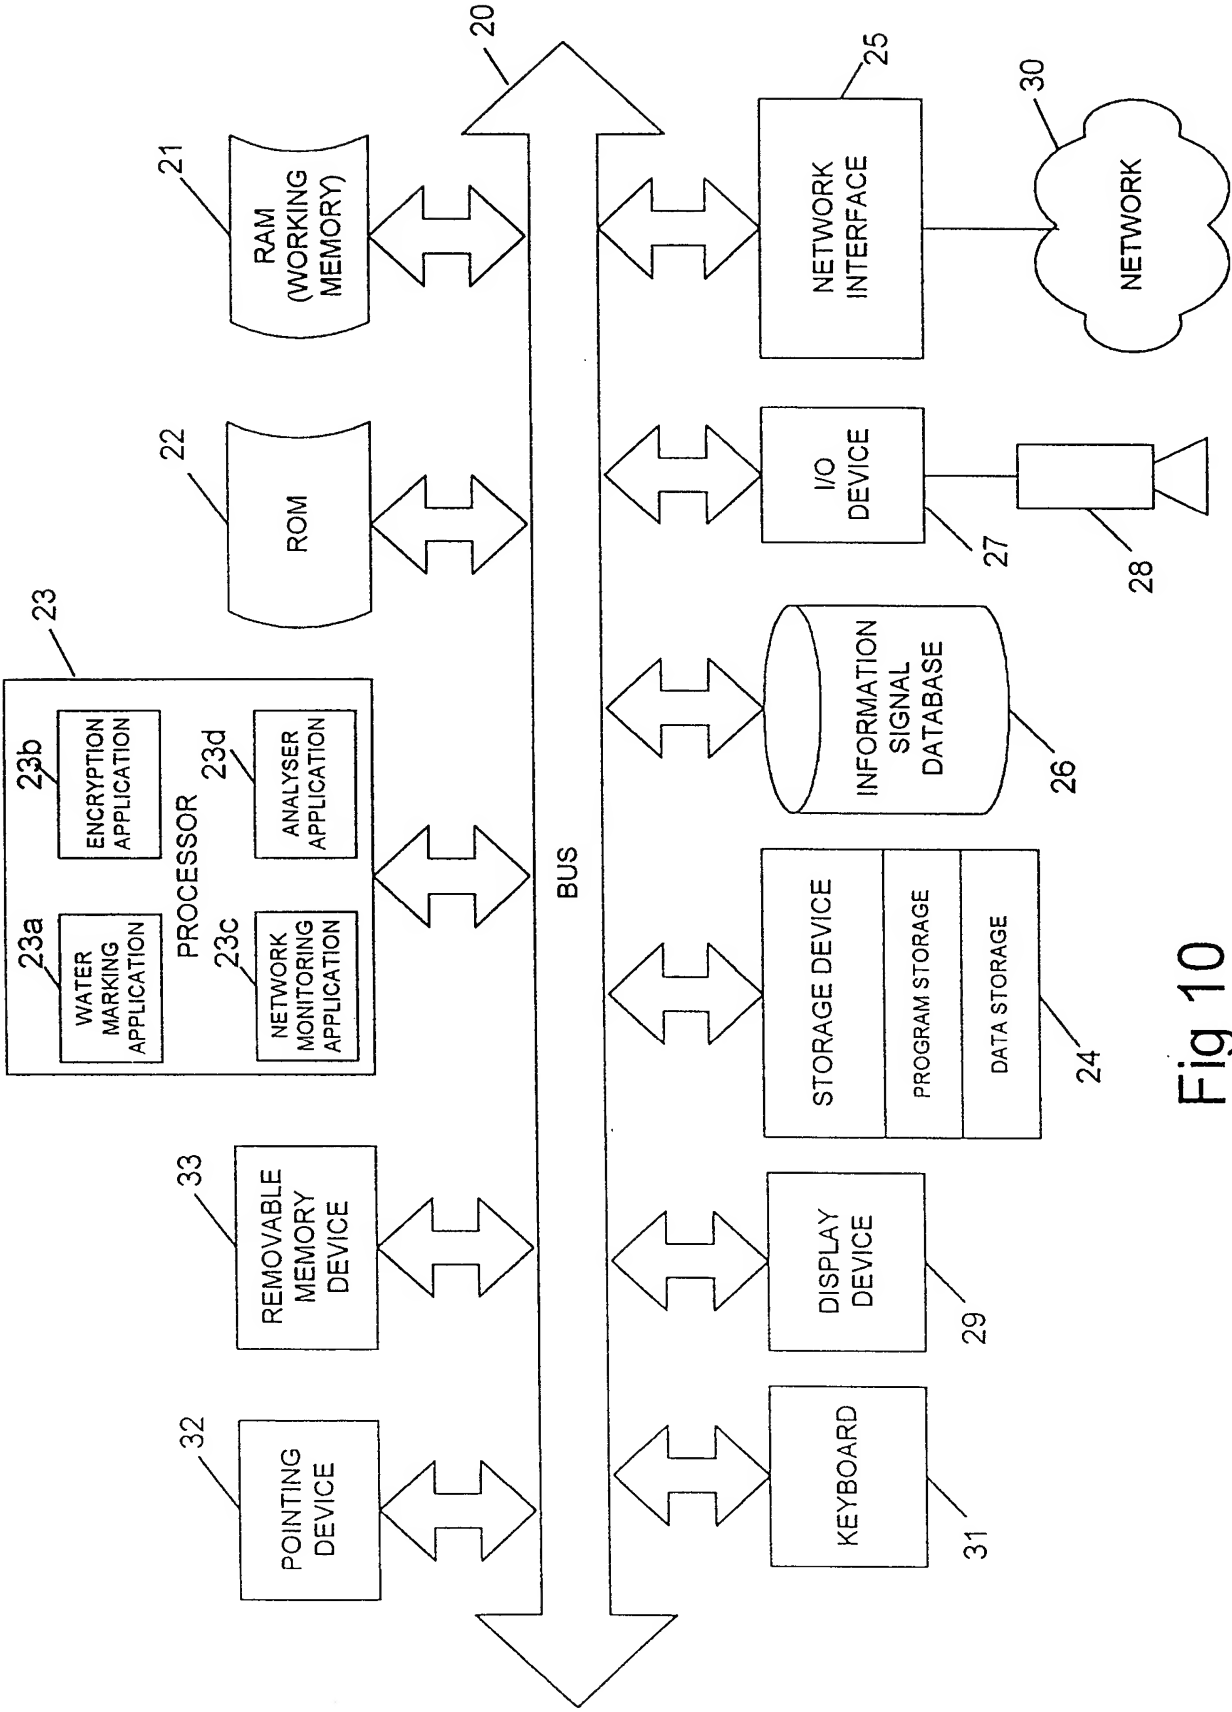 23
23a
WATER
MARKING
APPLICATION
23b
ENCRYPTION
APPLICATION
PROCESSOR
23c
NETWORK
MONITORING
APPLICATION
23d
ANALYSER
APPLICATION
32
POINTING
DEVICE
33
REMOVABLE
MEMORY
DEVICE
22
ROM
21
RAM
(WORKING
MEMORY)
20
BUS
KEYBOARD
31
DISPLAY
DEVICE
29
STORAGE DEVICE
PROGRAM STORAGE
DATA STORAGE
24
INFORMATION
SIGNAL
DATABASE
26
I/O
DEVICE
27
28
NETWORK
INTERFACE
25
30
NETWORK
Fig 10